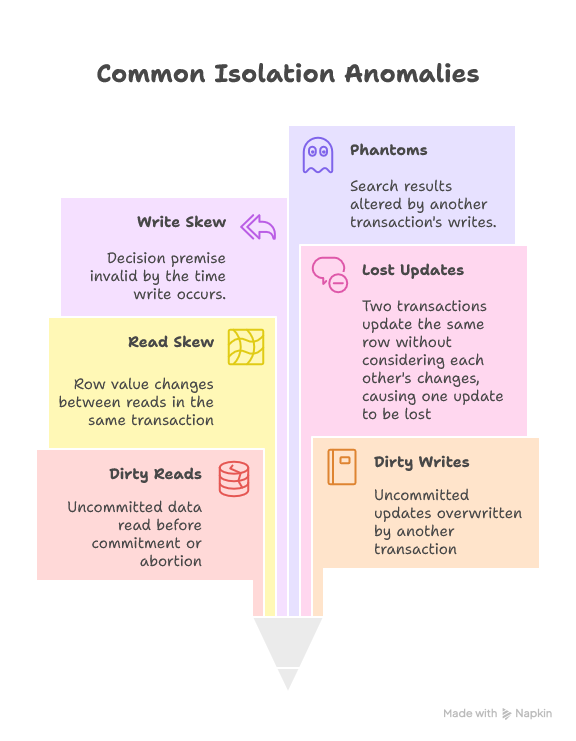 Common Isolation Anomalies
Phantoms
Search results
altered by another
transaction's writes.
Write Skew
Decision premise
invalid by the time
write occurs.
Lost Updates
Two transactions
update the same
row without
considering each
other's changes,
causing one update
to be lost
Read Skew
Row value changes
between reads in the
same transaction
Dirty Reads
Uncommitted data
read before
commitment or
abortion
Dirty Writes
Uncommitted
updates overwritten
by another
transaction
Made with Napkin